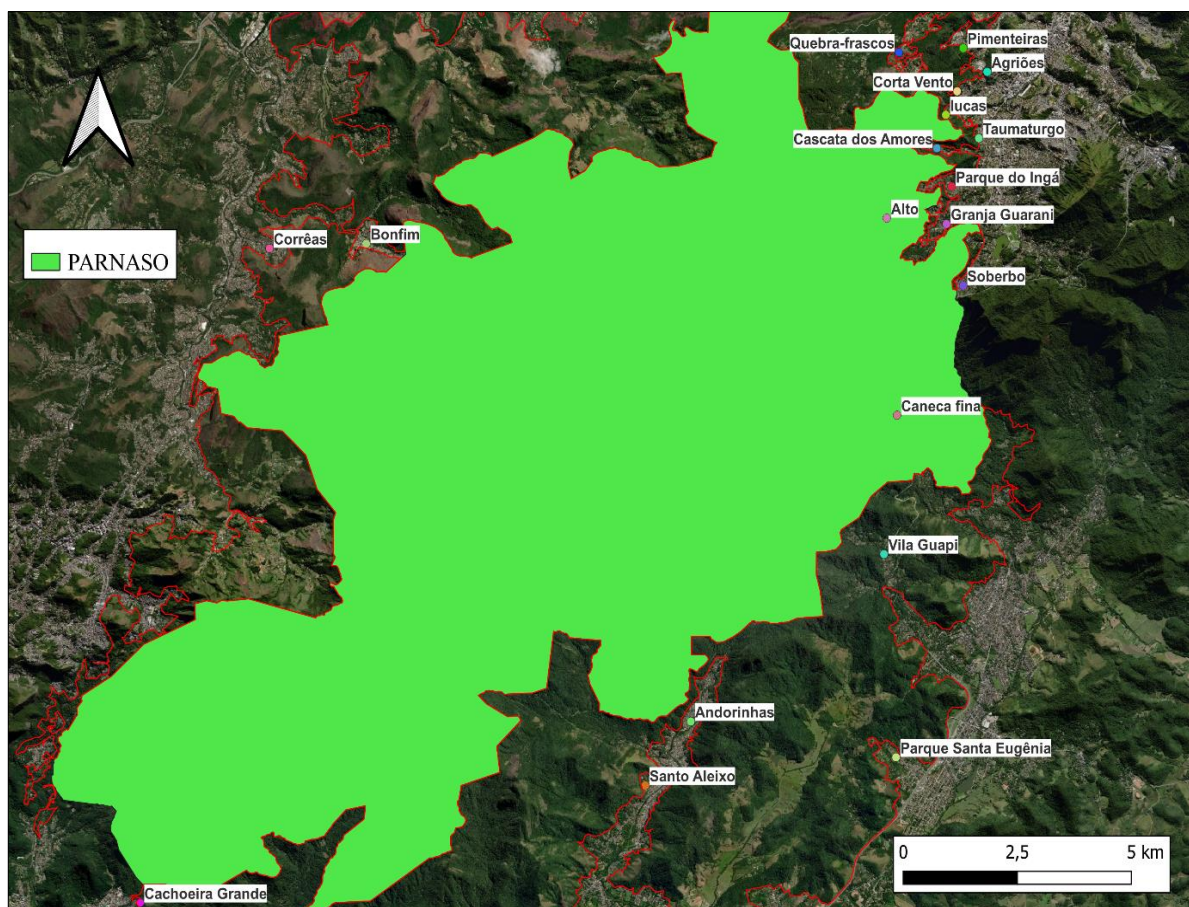 Quebra-frascos
Pimenteiras
Agriões
Corta Vento
lucas
Taumaturgo
Cascata dos Amores
Parque do Ingá
Alto
Granja Guarani
Corrêas
Bonfim
PARNASO
Soberbo
Caneca fina
Vila Guapi
Andorinhas
Parque Santa Eugênia
Santo Aleixo
0 2,5 5 km
Cachoeira Grande